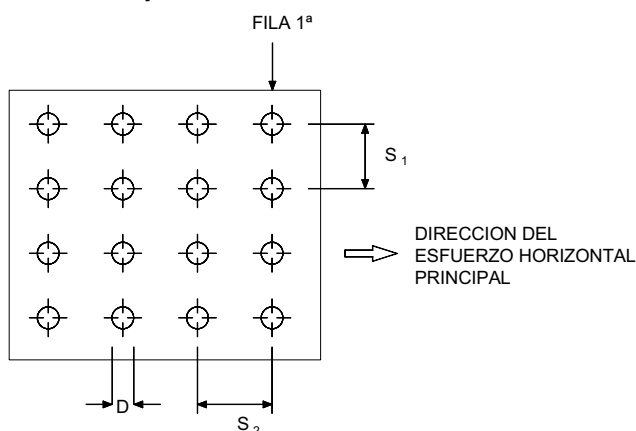 FILA 1ª
S 1
DIRECCION DEL
ESFUERZO HORIZONTAL
PRINCIPAL
D
S 2